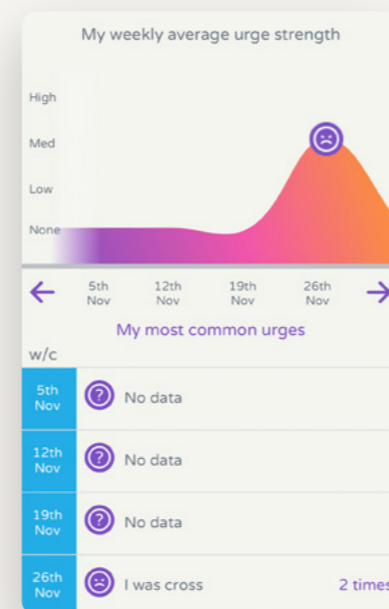 My weekly average urge strength
High
Med
Low
None
5th 12th 19th 26th
Nov Nov Nov Nov
My most common urges
w/c
5th
Nov
? No data
12th
Nov
? No data
19th
Nov
? No data
26th
Nov
I was cross 2 times